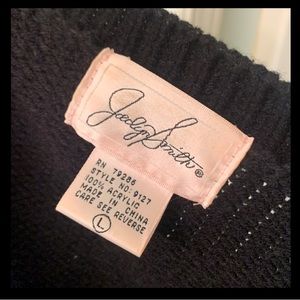 Jaclyn Smith®
RN 79286
STYLE NO: 9127
100% ACRYLIC
MADE IN CHINA
CARE SEE REVERSE
L